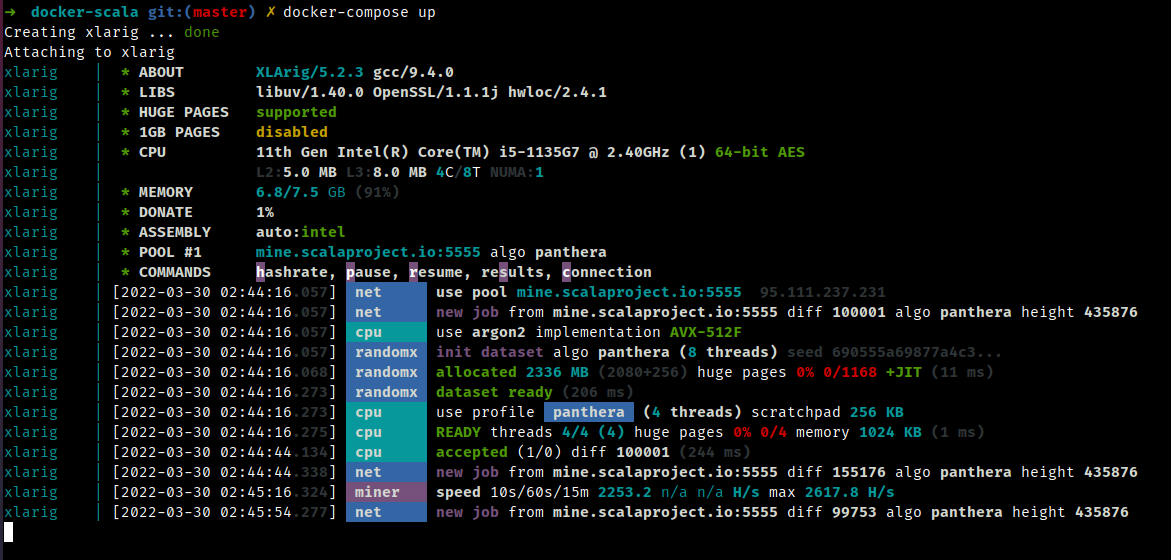 → docker-scala git:(master) ✗ docker-compose up
Creating xlarig ... done
Attaching to xlarig
xlarig | * ABOUT XLArig/5.2.3 gcc/9.4.0
xlarig | * LIBS libuv/1.40.0 OpenSSL/1.1.1j hwloc/2.4.1
xlarig | * HUGE PAGES supported
xlarig | * 1GB PAGES disabled
xlarig | * CPU 11th Gen Intel(R) Core(TM) i5-1135G7 @ 2.40GHz (1) 64-bit AES
xlarig | L2:5.0 MB L3:8.0 MB 4C/8T NUMA:1
xlarig | * MEMORY 6.8/7.5 GB (91%)
xlarig | * DONATE 1%
xlarig | * ASSEMBLY auto:intel
xlarig | * POOL #1 mine.scalaproject.io:5555 algo panthera
xlarig | * COMMANDS hashrate, pause, resume, results, connection
xlarig | [2022-03-30 02:44:16.057] net use pool mine.scalaproject.io:5555 95.111.237.231
xlarig | [2022-03-30 02:44:16.057] net new job from mine.scalaproject.io:5555 diff 100001 algo panthera height 435876
xlarig | [2022-03-30 02:44:16.057] cpu use argon2 implementation AVX-512F
xlarig | [2022-03-30 02:44:16.057] randomx init dataset algo panthera (8 threads) seed 690555a69877a4c3...
xlarig | [2022-03-30 02:44:16.068] randomx allocated 2336 MB (2080+256) huge pages 0% 0/1168 +JIT (11 ms)
xlarig | [2022-03-30 02:44:16.273] randomx dataset ready (206 ms)
xlarig | [2022-03-30 02:44:16.273] cpu use profile panthera (4 threads) scratchpad 256 KB
xlarig | [2022-03-30 02:44:16.275] cpu READY threads 4/4 (4) huge pages 0% 0/4 memory 1024 KB (1 ms)
xlarig | [2022-03-30 02:44:44.134] cpu accepted (1/0) diff 100001 (244 ms)
xlarig | [2022-03-30 02:44:44.338] net new job from mine.scalaproject.io:5555 diff 155176 algo panthera height 435876
xlarig | [2022-03-30 02:45:16.324] miner speed 10s/60s/15m 2253.2 n/a n/a H/s max 2617.8 H/s
xlarig | [2022-03-30 02:45:54.277] net new job from mine.scalaproject.io:5555 diff 99753 algo panthera height 435876